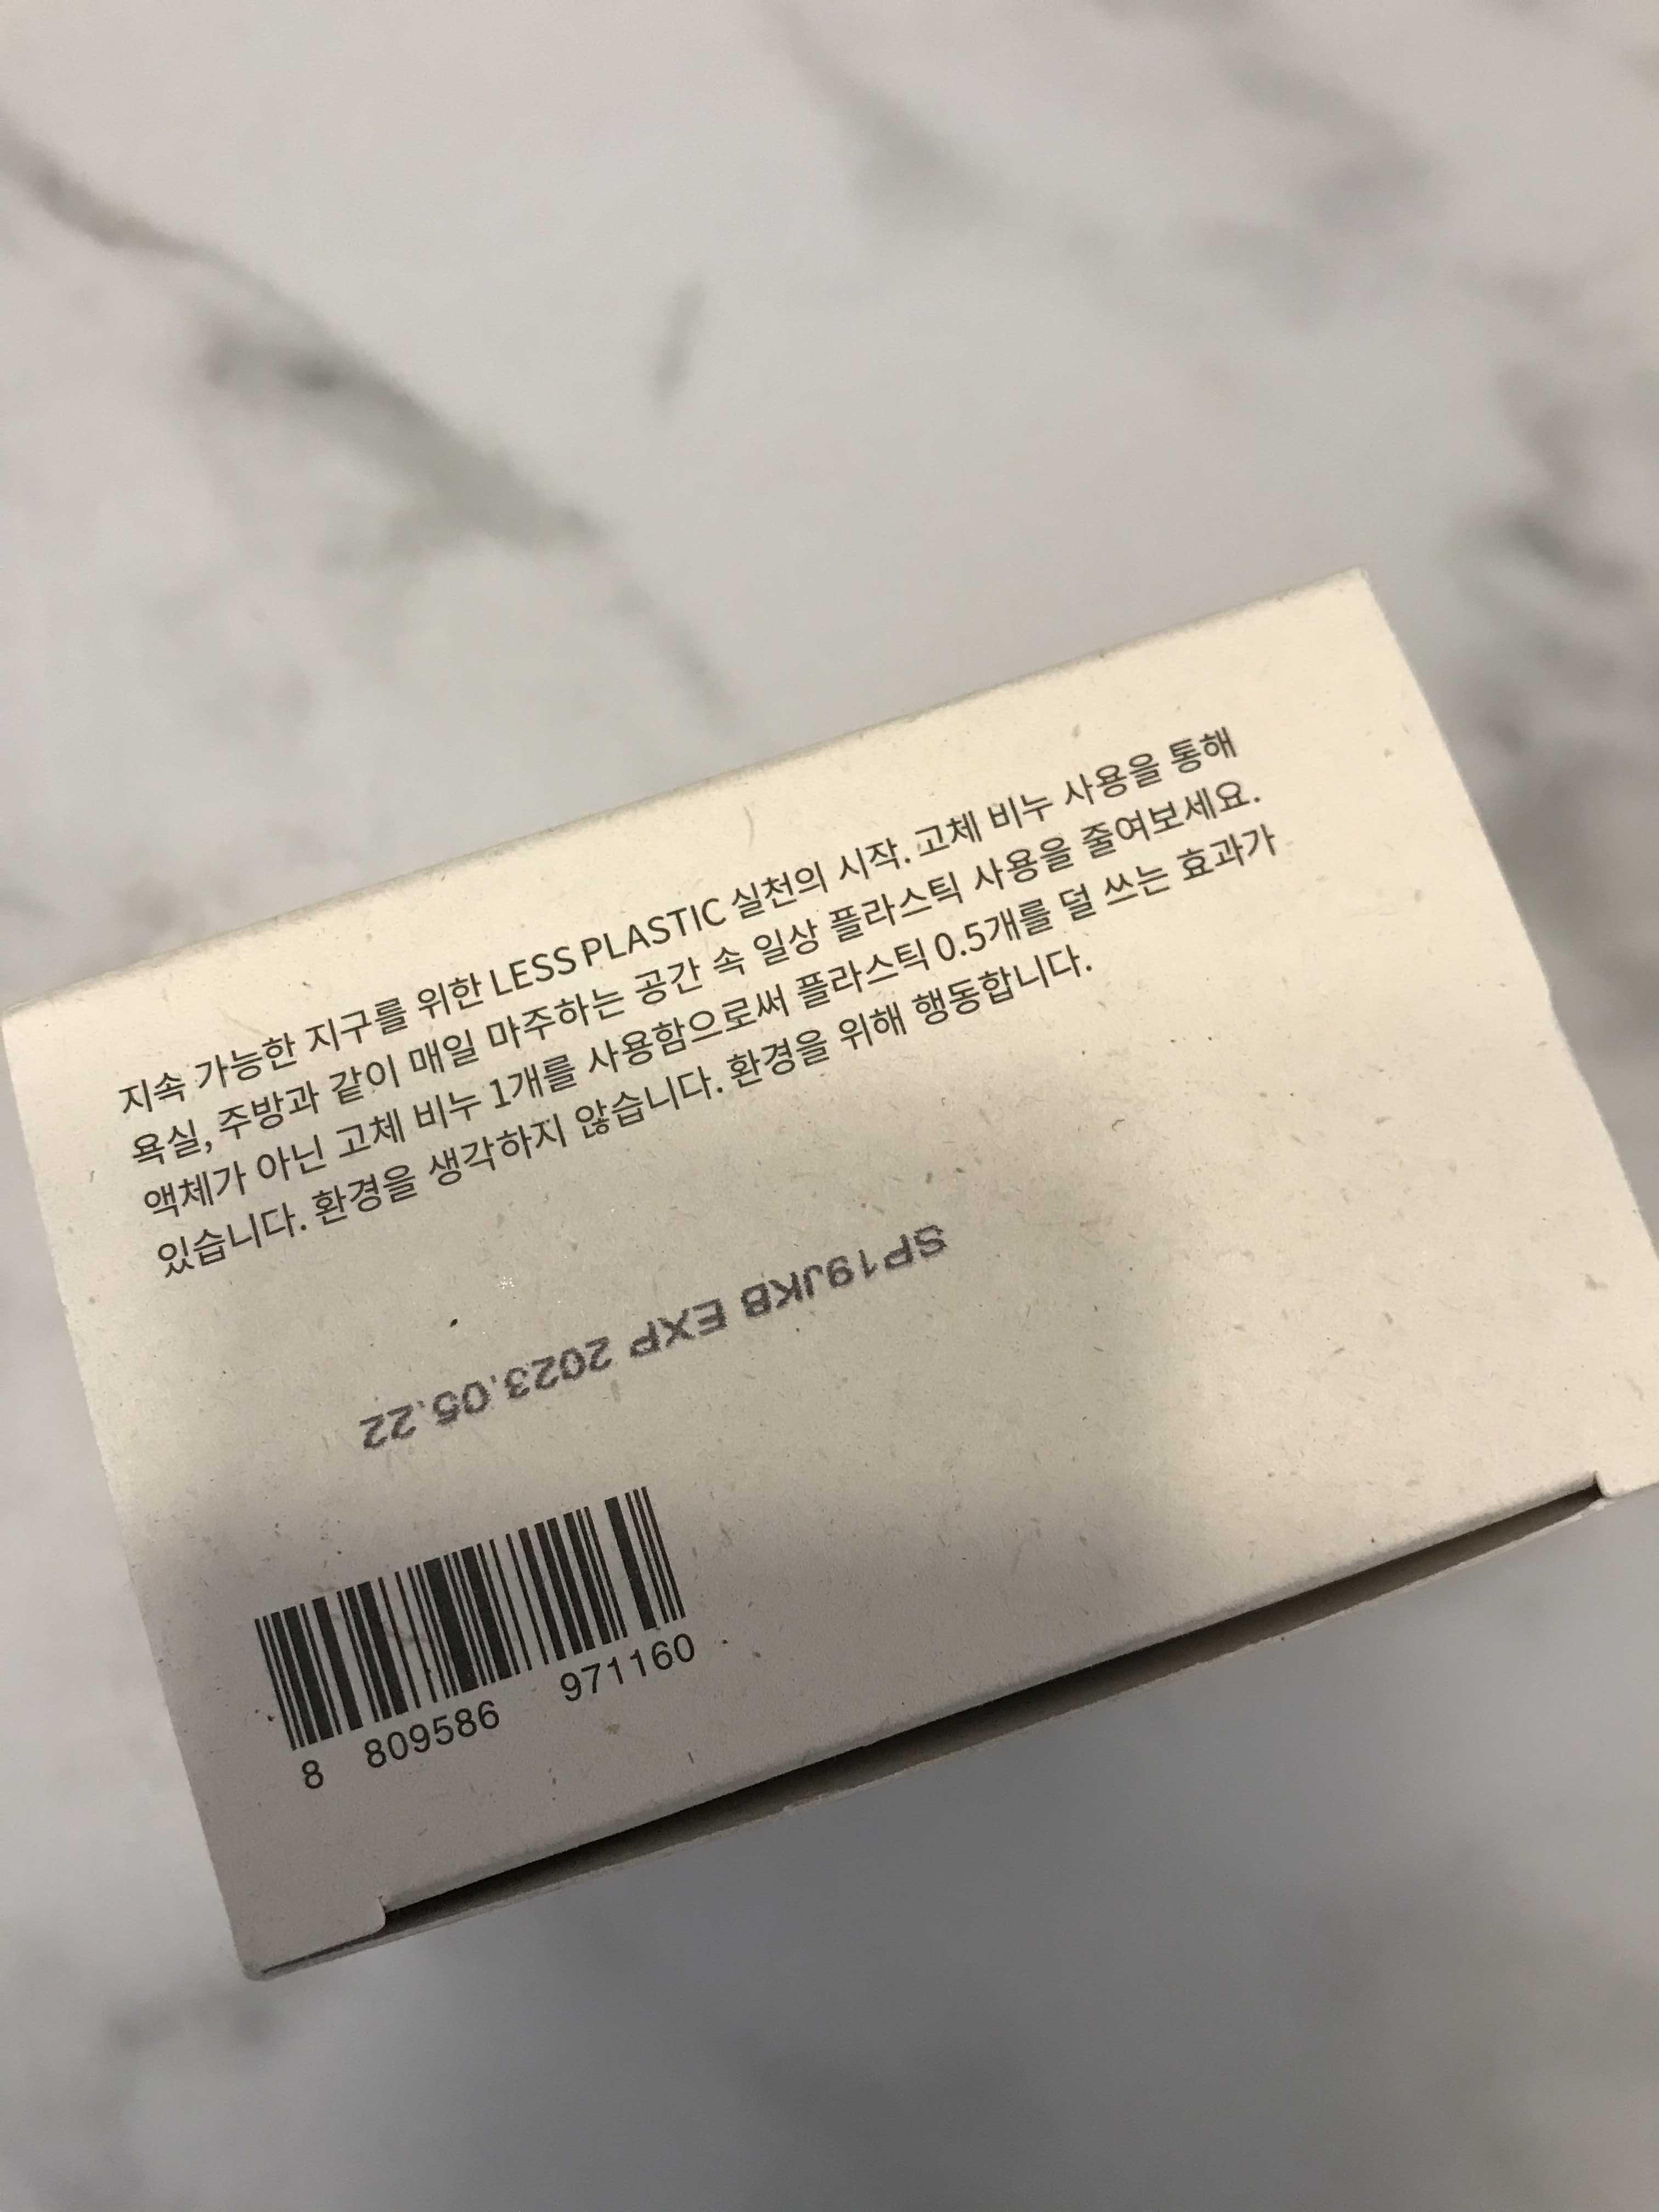 지속 가능한 지구를 위한 LESS PLASTIC 실천의 시작. 고체 비누 사용을 통해
욕실, 주방과 같이 매일 마주하는 공간 속 일상 플라스틱 사용을 줄여보세요.
액체가 아닌 고체 비누 1개를 사용함으로써 플라스틱 0.5개를 덜 쓰는 효과가
있습니다. 환경을 생각하지 않습니다. 환경을 위해 행동합니다.
SP19JKB EXP 2023.05.22
8 809586 971160